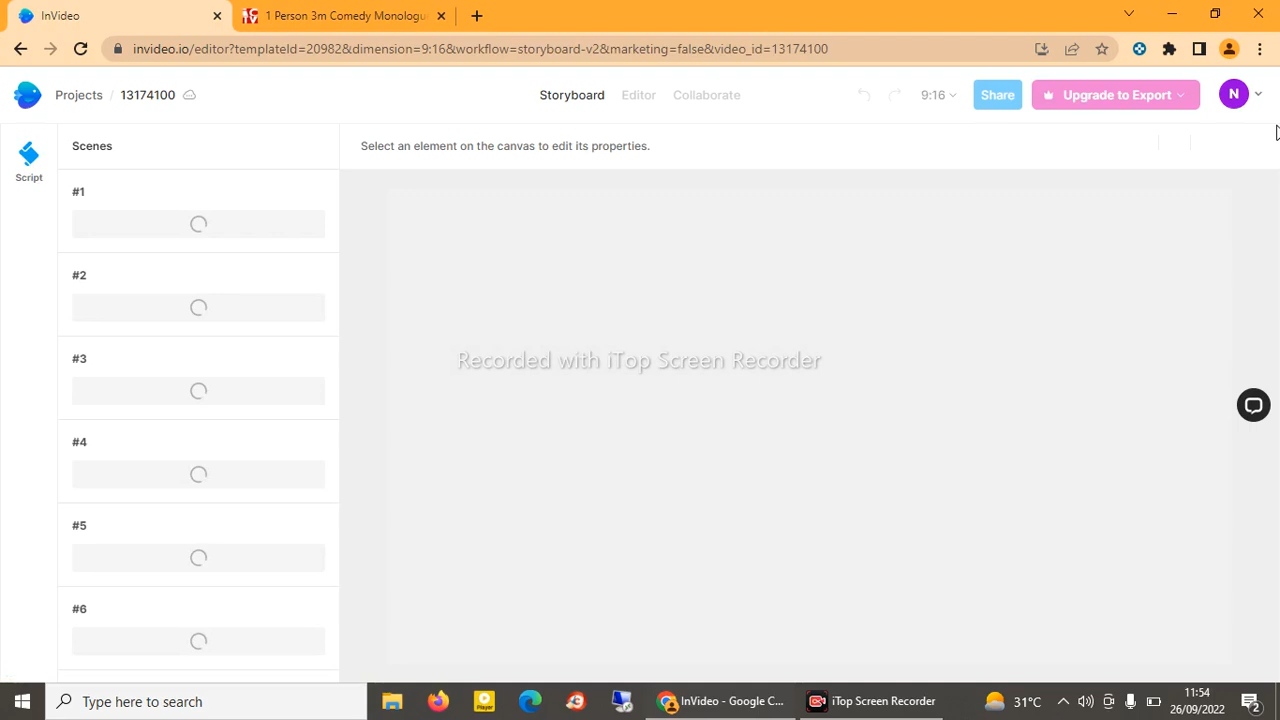 InVideo
1 Person 3m Comedy Monologue
invideo.io/editor?templateId=20982&dimension=9:16&workflow=storyboard-v2&marketing=false&video_id=13174100
Projects / 13174100
Storyboard
Editor
Collaborate
9:16
Share
Upgrade to Export
N
Script
Scenes
Select an element on the canvas to edit its properties.
#1
#2
#3
#4
#5
#6
Recorded with iTop Screen Recorder
Type here to search
Player
InVideo - Google C...
iTop Screen Recorder
31°C
11:54
26/09/2022
2